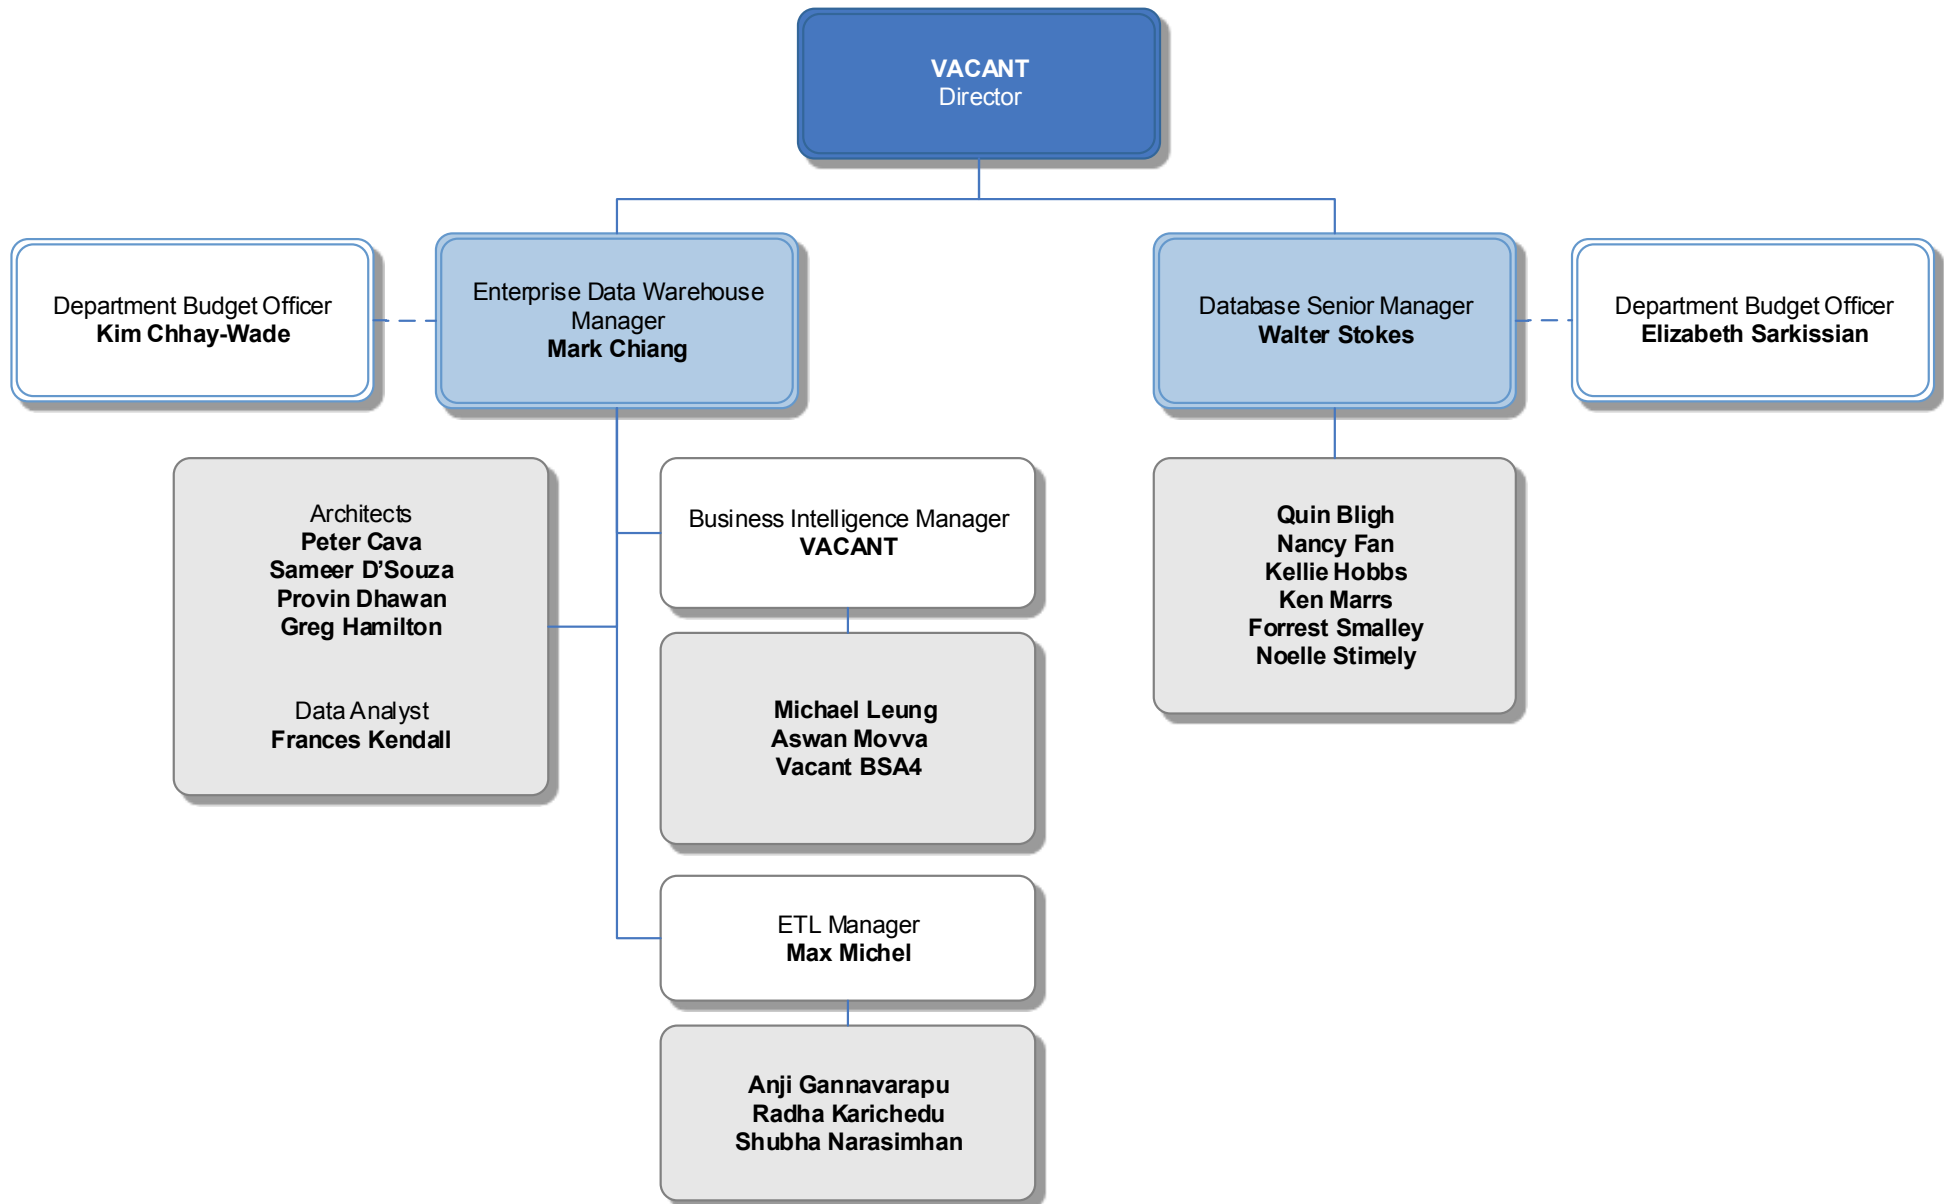 VACANT
Director
Department Budget Officer
Kim Chhay-Wade
Enterprise Data Warehouse
Manager
Mark Chiang
Database Senior Manager
Walter Stokes
Department Budget Officer
Elizabeth Sarkissian
Architects
Peter Cava
Sameer D’Souza
Provin Dhawan
Greg Hamilton
Data Analyst
Frances Kendall
Business Intelligence Manager
VACANT
Michael Leung
Aswan Movva
Vacant BSA4
ETL Manager
Max Michel
Anji Gannavarapu
Radha Karichedu
Shubha Narasimhan
Quin Bligh
Nancy Fan
Kellie Hobbs
Ken Marrs
Forrest Smalley
Noelle Stimely